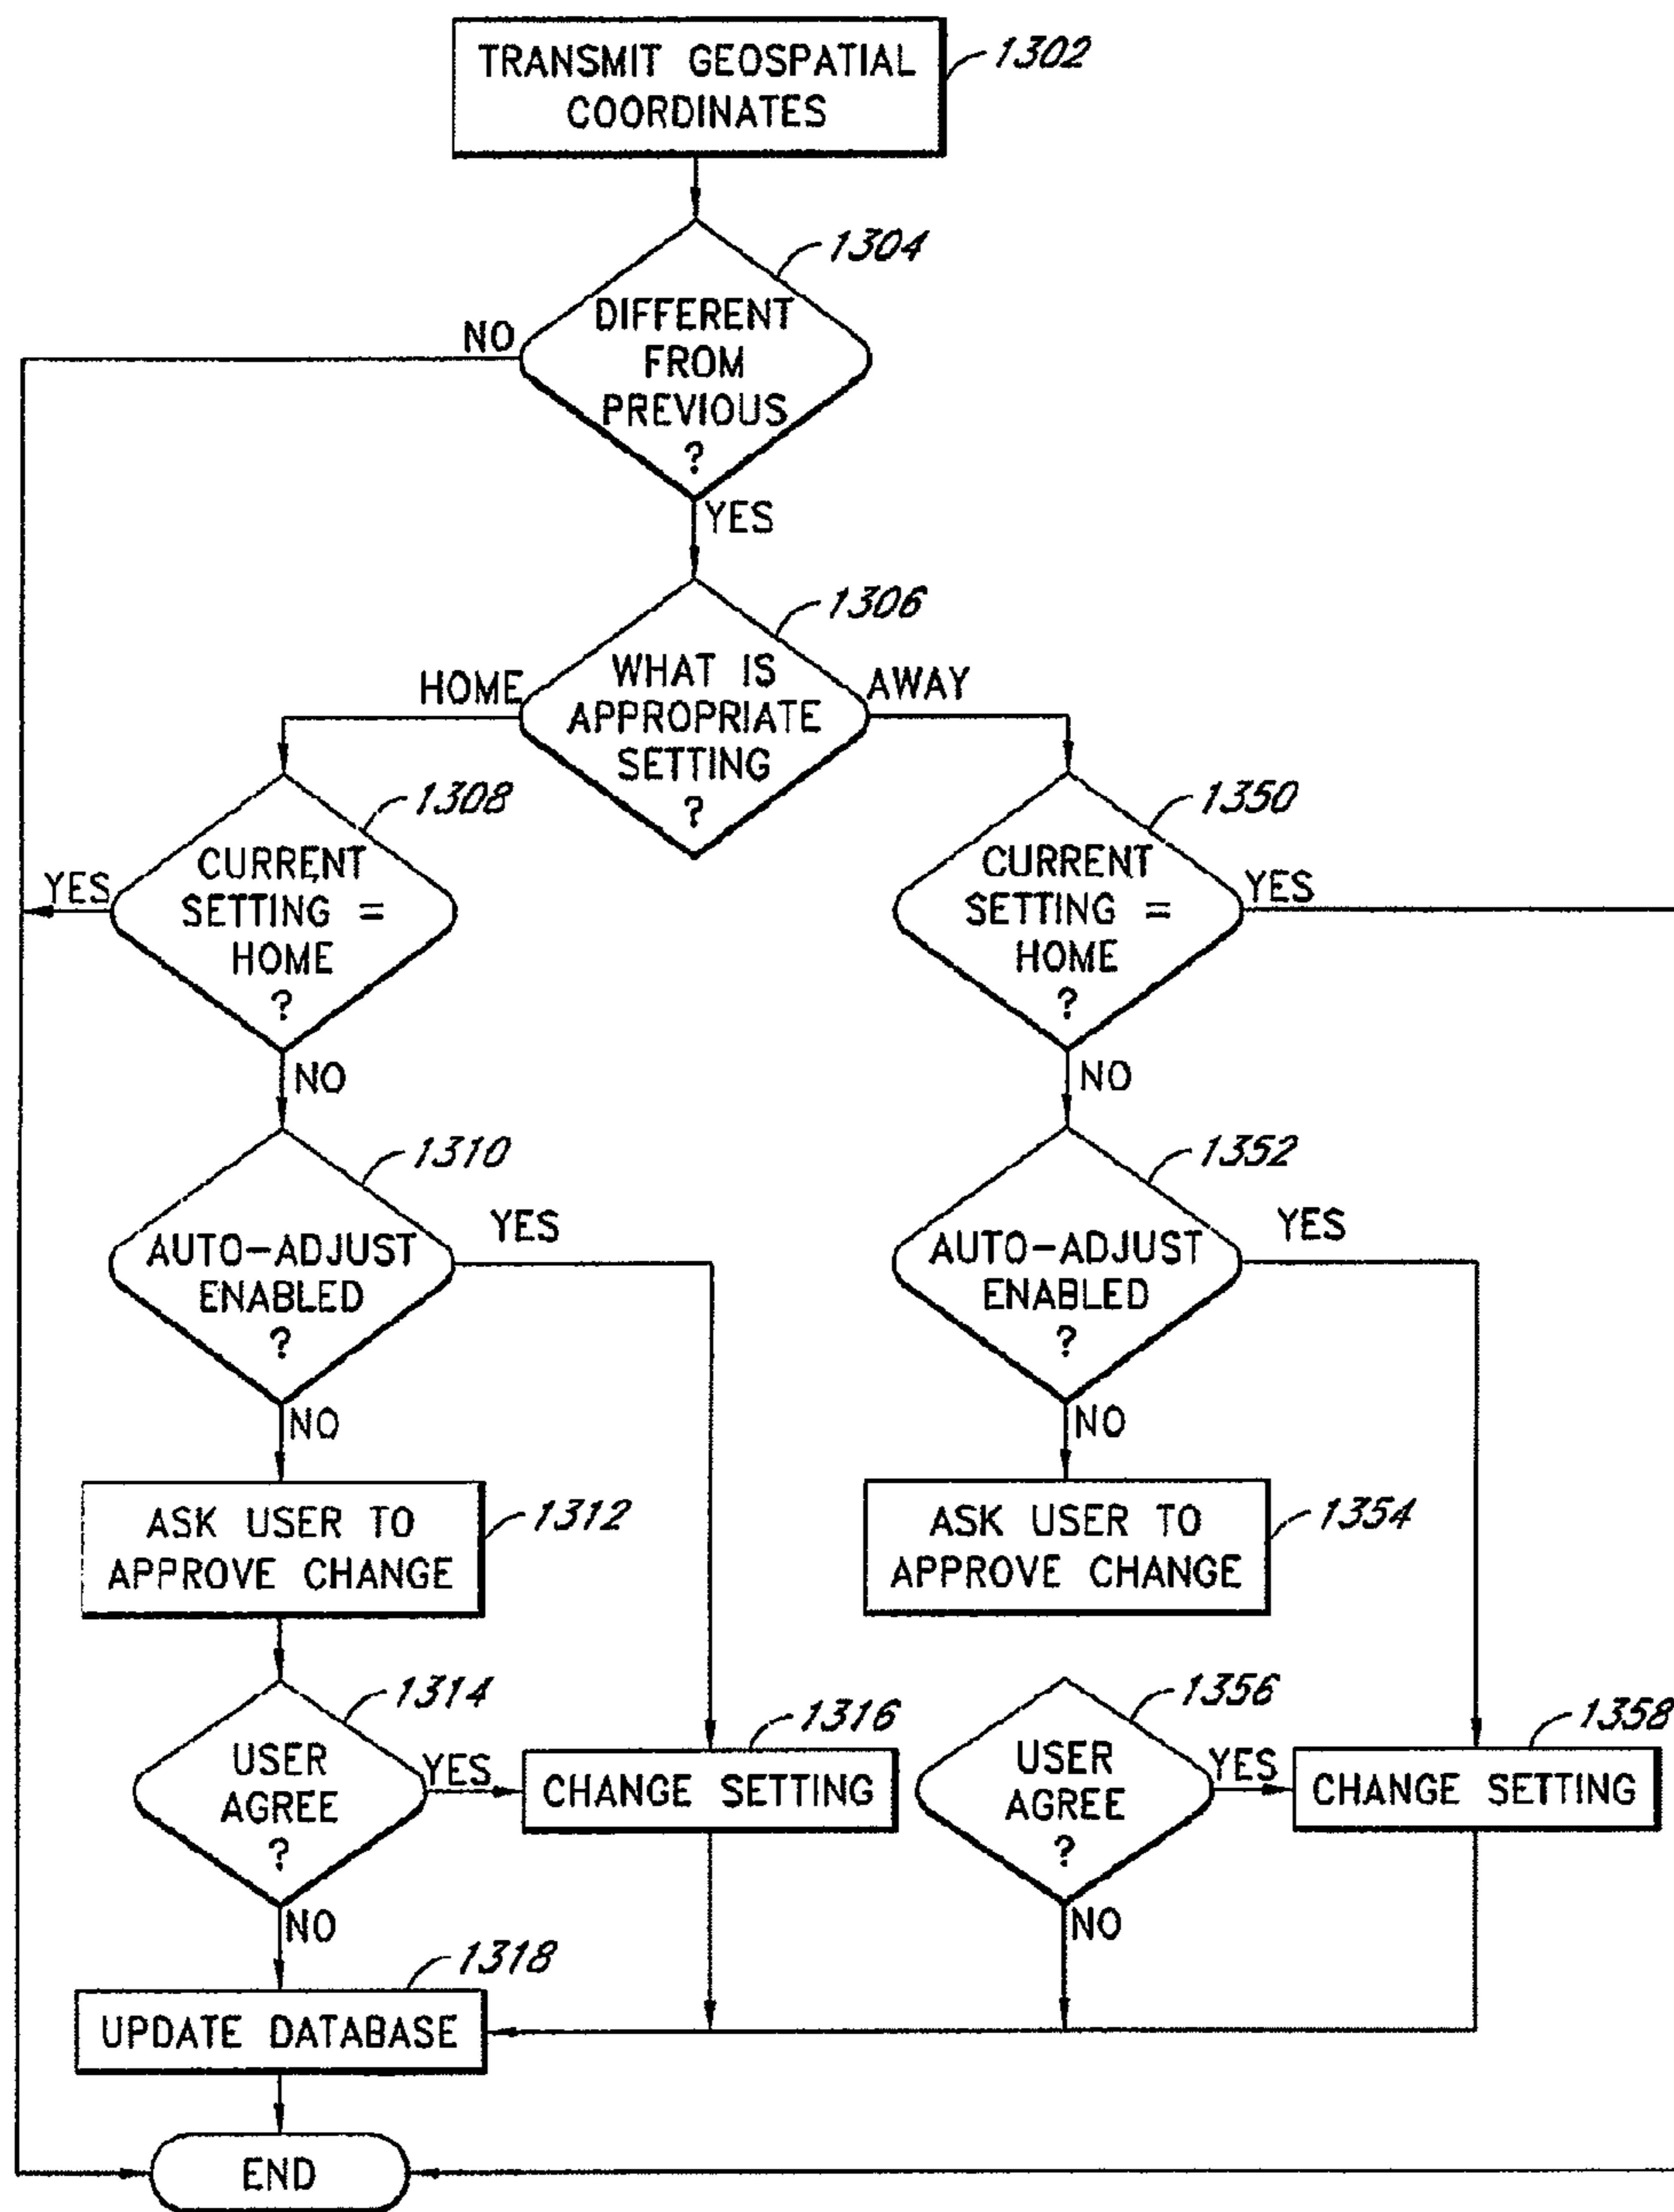 TRANSMIT GEOSPATIAL
COORDINATES
1302
1304
DIFFERENT
FROM
PREVIOUS
?
NO
YES
1306
WHAT IS
APPROPRIATE
SETTING
?
HOME
AWAY
1308
CURRENT
SETTING =
HOME
?
YES
NO
1350
CURRENT
SETTING =
HOME
?
YES
NO
1310
AUTO-ADJUST
ENABLED
?
YES
NO
1352
AUTO-ADJUST
ENABLED
?
YES
NO
ASK USER TO
APPROVE CHANGE
1312
ASK USER TO
APPROVE CHANGE
1354
1314
USER
AGREE
?
YES
NO
1316
CHANGE SETTING
1356
USER
AGREE
?
YES
NO
1358
CHANGE SETTING
1318
UPDATE DATABASE
END